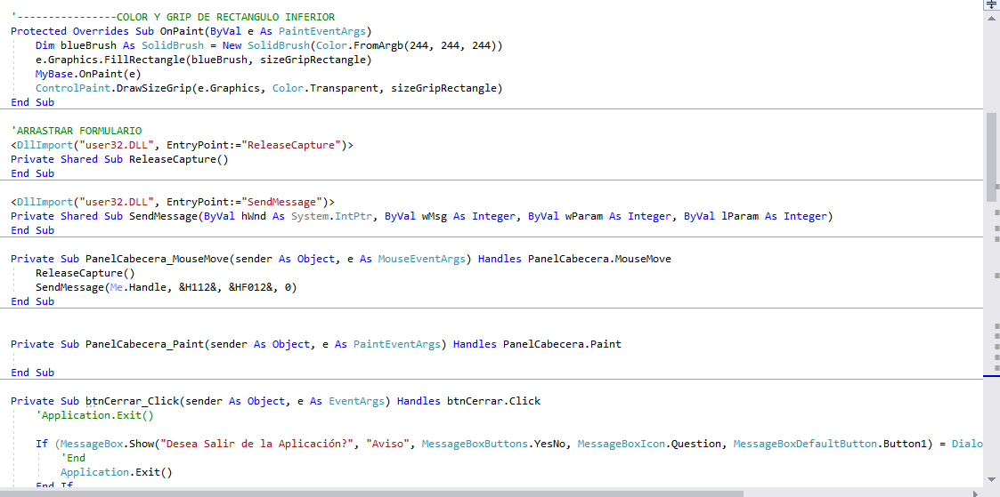 '----------------COLOR Y GRIP DE RECTANGULO INFERIOR
Protected Overrides Sub OnPaint(ByVal e As PaintEventArgs)
Dim blueBrush As SolidBrush = New SolidBrush(Color.FromArgb(244, 244, 244))
e.Graphics.FillRectangle(blueBrush, sizeGripRectangle)
MyBase.OnPaint(e)
ControlPaint.DrawSizeGrip(e.Graphics, Color.Transparent, sizeGripRectangle)
End Sub
'ARRASTRAR FORMULARIO
<DllImport("user32.DLL", EntryPoint:="ReleaseCapture")>
Private Shared Sub ReleaseCapture()
End Sub
<DllImport("user32.DLL", EntryPoint:="SendMessage")>
Private Shared Sub SendMessage(ByVal hWnd As System.IntPtr, ByVal wMsg As Integer, ByVal wParam As Integer, ByVal lParam As Integer)
End Sub
Private Sub PanelCabecera_MouseMove(sender As Object, e As MouseEventArgs) Handles PanelCabecera.MouseMove
ReleaseCapture()
SendMessage(Me.Handle, &H112&, &HF012&, 0)
End Sub
Private Sub PanelCabecera_Paint(sender As Object, e As PaintEventArgs) Handles PanelCabecera.Paint
End Sub
Private Sub btnCerrar_Click(sender As Object, e As EventArgs) Handles btnCerrar.Click
'Application.Exit()
If (MessageBox.Show("Desea Salir de la Aplicación?", "Aviso", MessageBoxButtons.YesNo, MessageBoxIcon.Question, MessageBoxDefaultButton.Button1) = Dialo
'End
Application.Exit()
End If